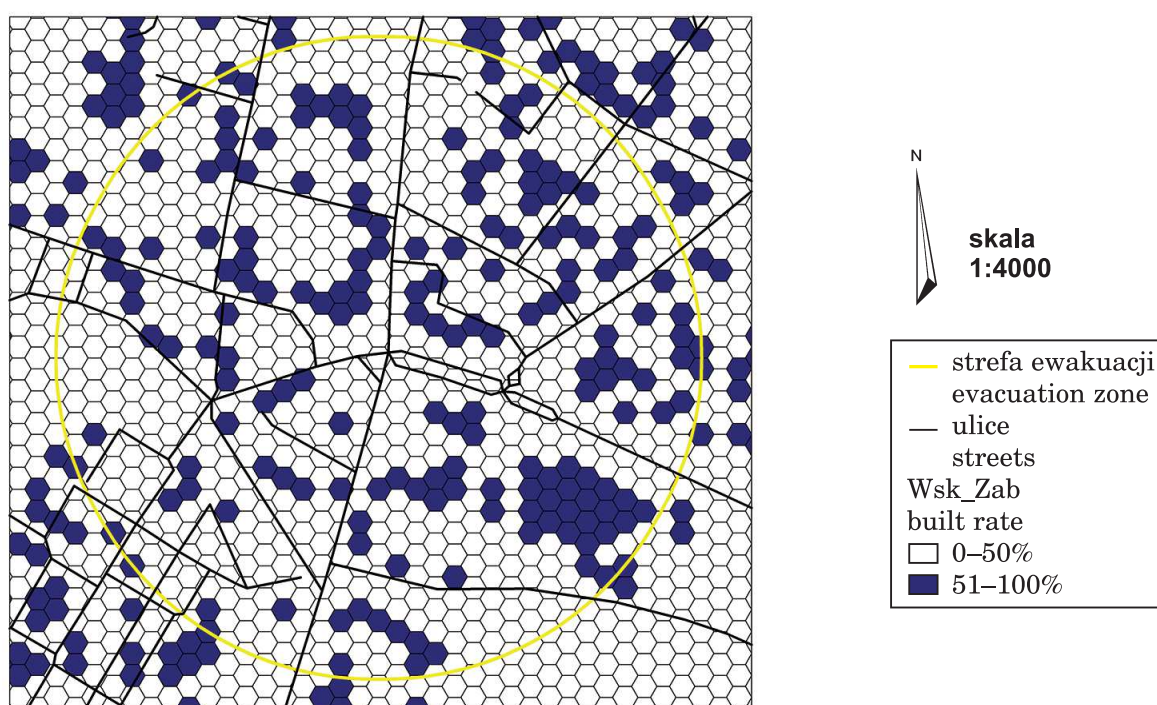 N
skala
1:4000
strefa ewakuacji
evacuation zone
ulice
streets
Wsk_Zab
built rate
0–50%
51–100%